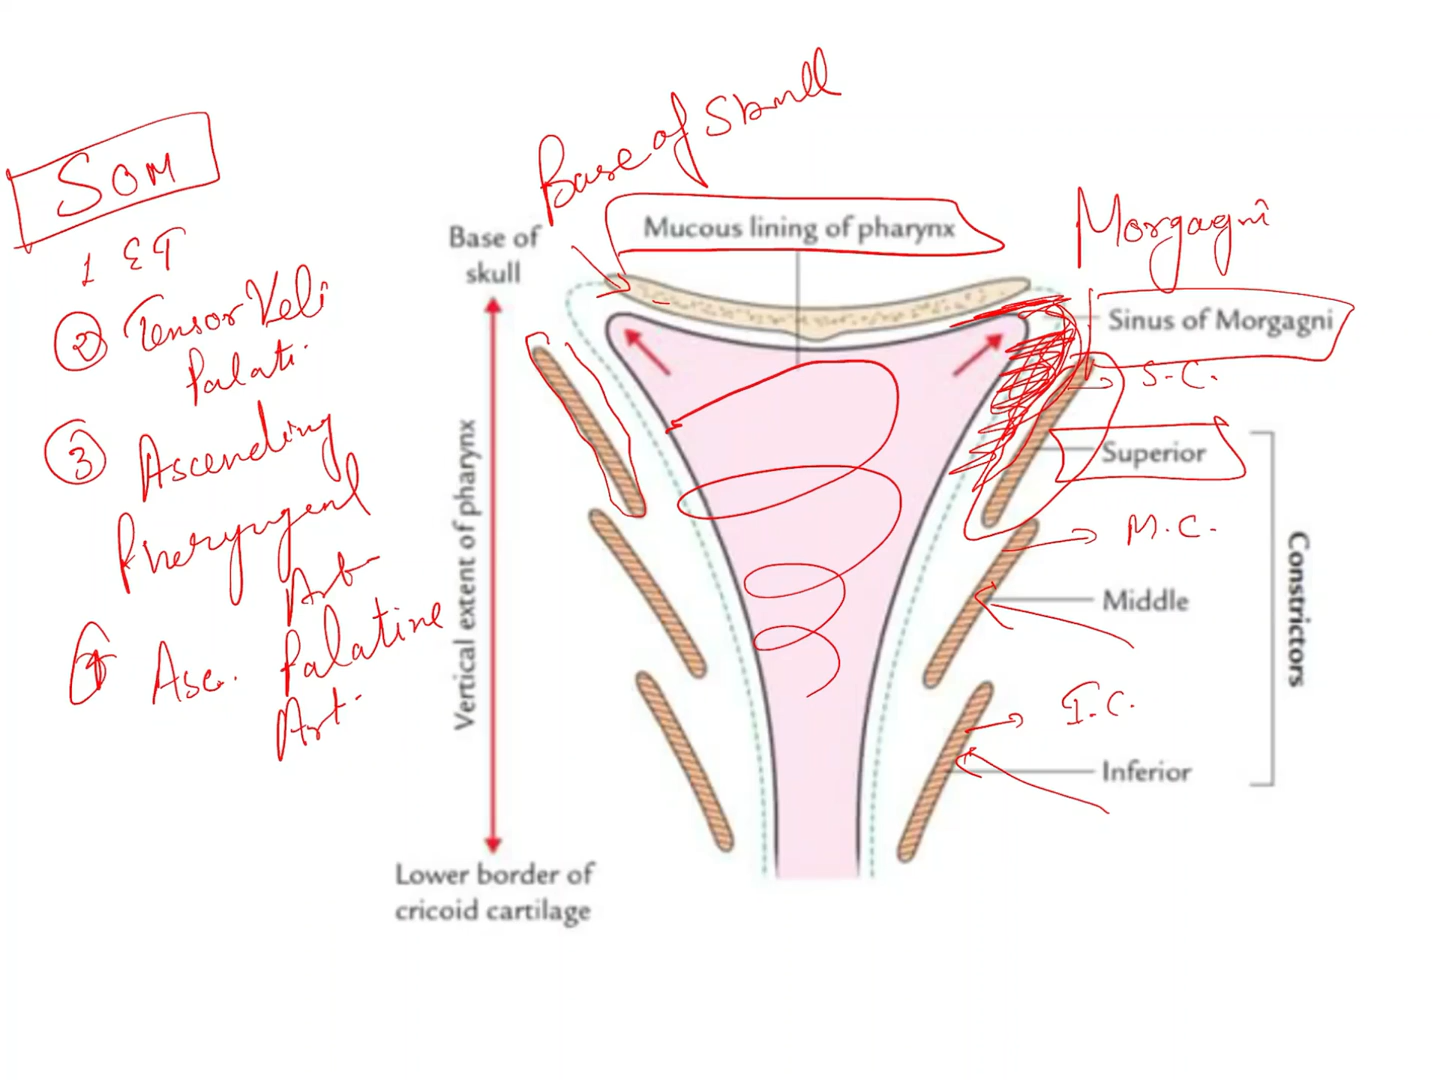 SOM
1 ET
② Tensor Veli
Palati.
③ Ascending
Pharyngeal
Art
④ Asc. Palatine
Art.
Base of Skull
Base of
skull
Mucous lining of pharynx
Morgagni
Sinus of Morgagni
S.C.
Superior
M.C.
Middle
I.C.
Inferior
Constrictors
Vertical extent of pharynx
Lower border of
cricoid cartilage